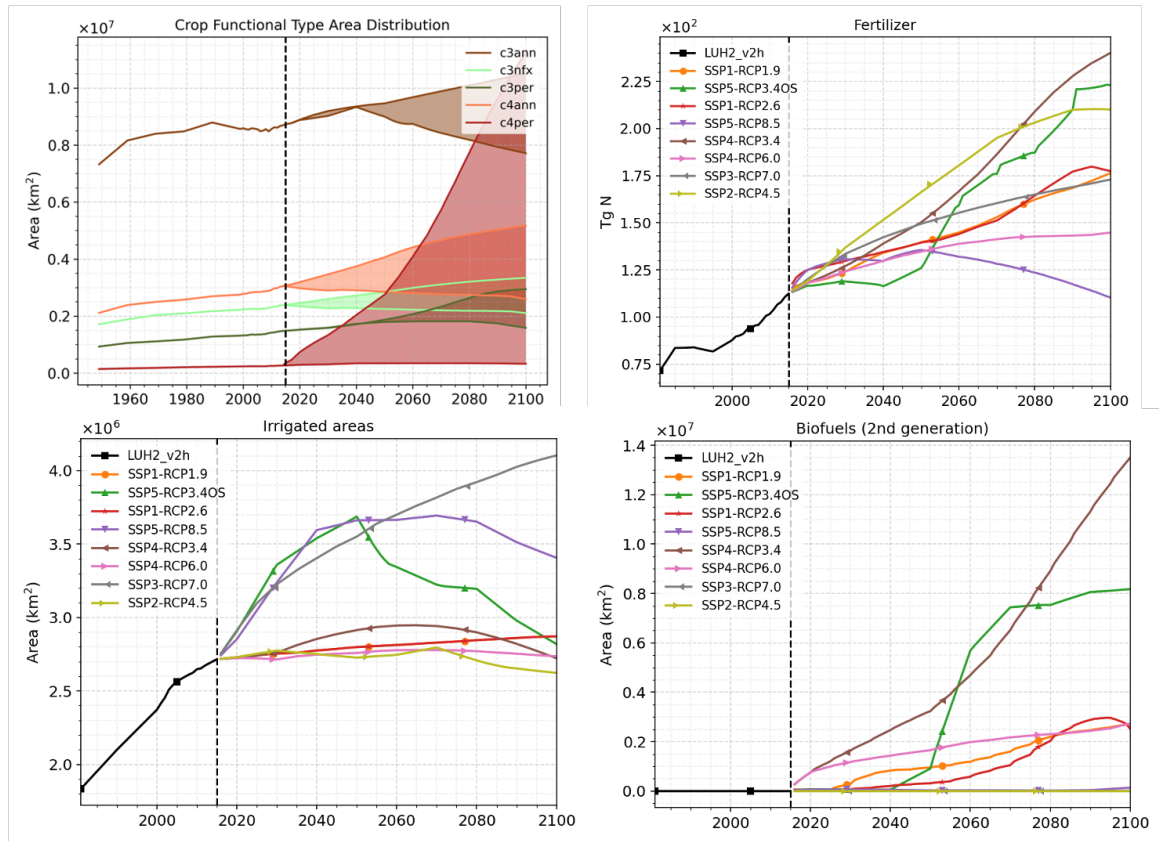 Crop Functional Type Area Distribution
×10⁷
c3ann
c3nfx
c3per
c4ann
c4per
Area (km²)
1.0
0.8
0.6
0.4
0.2
0.0
1960 1980 2000 2020 2040 2060 2080 2100
Fertilizer
×10²
LUH2_v2h
SSP1-RCP1.9
SSP5-RCP3.4OS
SSP1-RCP2.6
SSP5-RCP8.5
SSP4-RCP3.4
SSP4-RCP6.0
SSP3-RCP7.0
SSP2-RCP4.5
Tg N
2.25
2.00
1.75
1.50
1.25
1.00
0.75
2000 2020 2040 2060 2080 2100
Irrigated areas
×10⁶
LUH2_v2h
SSP1-RCP1.9
SSP5-RCP3.4OS
SSP1-RCP2.6
SSP5-RCP8.5
SSP4-RCP3.4
SSP4-RCP6.0
SSP3-RCP7.0
SSP2-RCP4.5
Area (km²)
4.0
3.5
3.0
2.5
2.0
2000 2020 2040 2060 2080 2100
Biofuels (2nd generation)
×10⁷
LUH2_v2h
SSP1-RCP1.9
SSP5-RCP3.4OS
SSP1-RCP2.6
SSP5-RCP8.5
SSP4-RCP3.4
SSP4-RCP6.0
SSP3-RCP7.0
SSP2-RCP4.5
Area (km²)
1.4
1.2
1.0
0.8
0.6
0.4
0.2
0.0
2000 2020 2040 2060 2080 2100